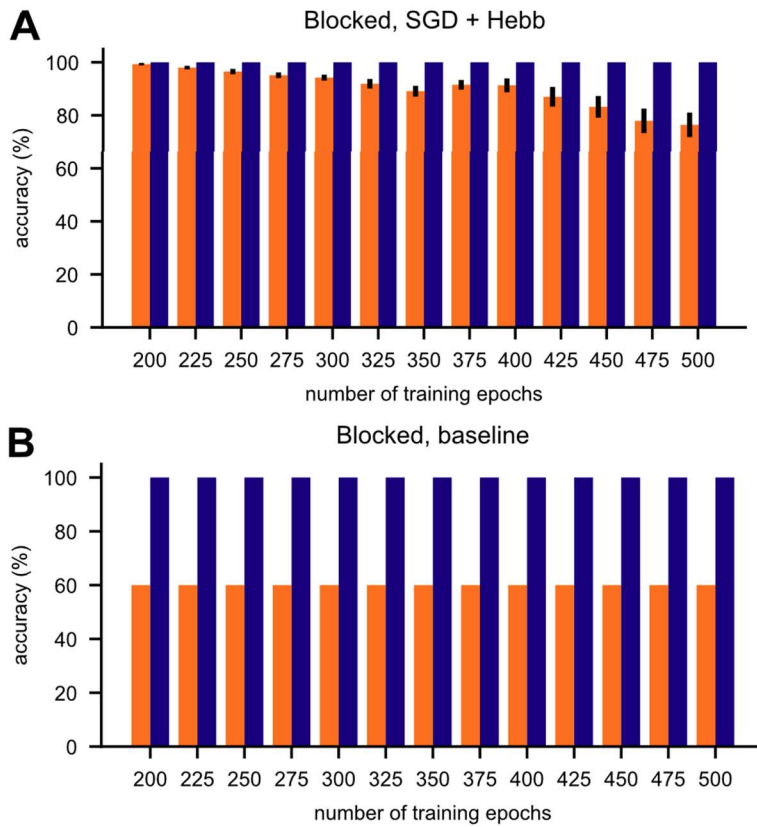 A
Blocked, SGD + Hebb
100
80
60
40
20
0
accuracy (%)
200 225 250 275 300 325 350 375 400 425 450 475 500
number of training epochs
B
Blocked, baseline
100
80
60
40
20
0
accuracy (%)
200 225 250 275 300 325 350 375 400 425 450 475 500
number of training epochs